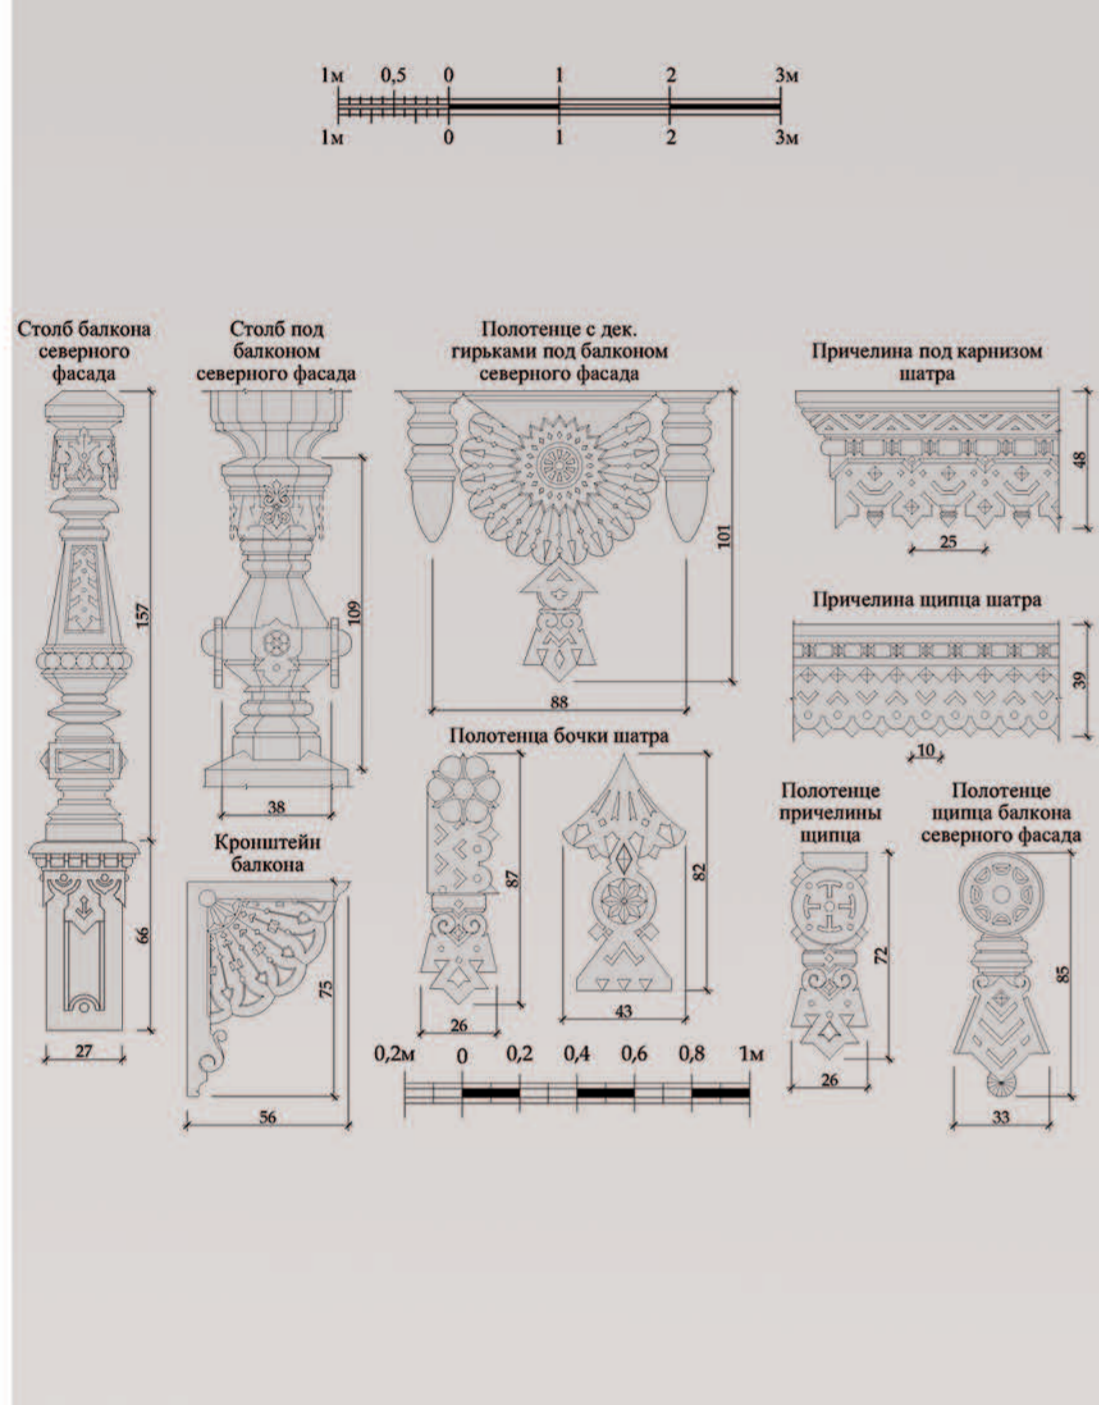 1м 0,5 0 1 2 3м
1м 0 1 2 3м
Столб балкона
северного
фасада
157
66
27
Столб под
балконом
северного фасада
109
38
Полотенце с дек.
гирьками под балконом
северного фасада
101
88
Причелина под карнизом
шатра
48
25
Причелина щипца шатра
39
10
Кронштейн
балкона
75
56
Полотенца бочки шатра
87
26
82
43
Полотенце
причелины
щипца
72
26
Полотенце
щипца балкона
северного фасада
85
33
0,2м 0 0,2 0,4 0,6 0,8 1м